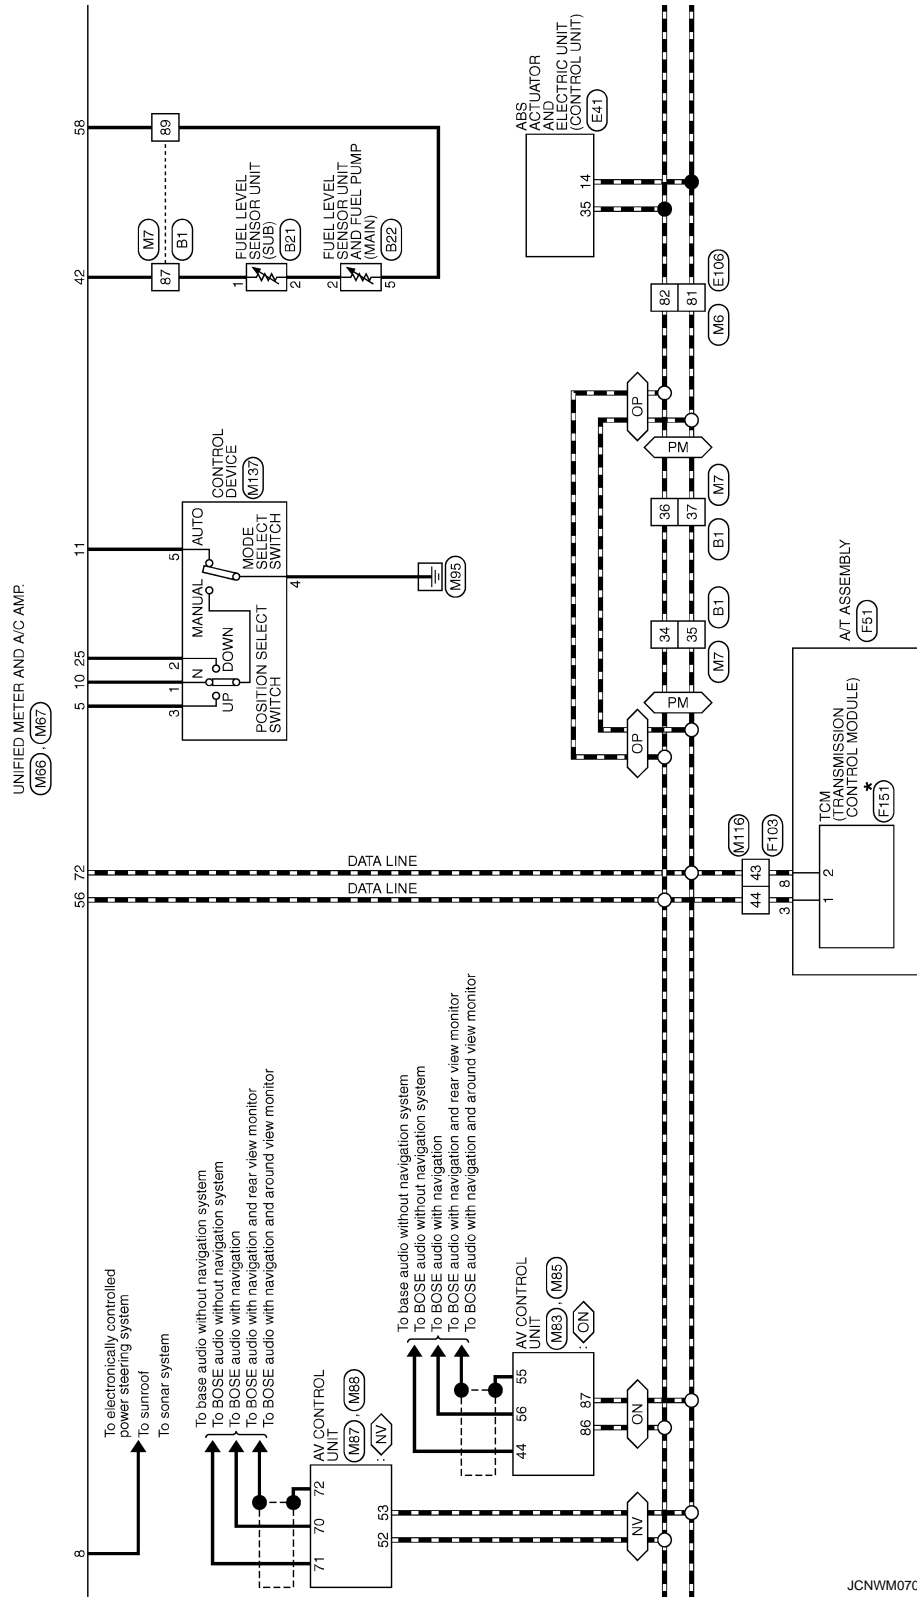 UNIFIED METER AND A/C AMP.
M66 , M67
8
56
72
5
10
25
11
42
58
To electronically controlled
power steering system
To sunroof
To sonar system
To base audio without navigation system
To BOSE audio without navigation system
To BOSE audio with navigation
To BOSE audio with navigation and rear view monitor
To BOSE audio with navigation and around view monitor
AV CONTROL
UNIT
M87 , M88
: NV
71
70
72
52
53
NV
To base audio without navigation system
To BOSE audio without navigation system
To BOSE audio with navigation
To BOSE audio with navigation and rear view monitor
To BOSE audio with navigation and around view monitor
AV CONTROL
UNIT
M83 , M85
: ON
44
56
55
86
87
ON
DATA LINE
DATA LINE
M116
F103
44
43
3
8
1
2
TCM
(TRANSMISSION
CONTROL MODULE)
*
F151
A/T ASSEMBLY
F51
CONTROL
DEVICE
M137
3
1
2
5
UP
N
DOWN
MANUAL
AUTO
POSITION SELECT
SWITCH
MODE
SELECT
SWITCH
4
M95
M7
B1
87
89
1
2
FUEL LEVEL
SENSOR UNIT
(SUB)
B21
2
5
FUEL LEVEL
SENSOR UNIT
AND FUEL PUMP
(MAIN)
B22
OP
PM
34
35
M7
B1
36
37
B1
M7
PM
OP
82
81
M6
E106
35
14
ABS
ACTUATOR
AND
ELECTRIC UNIT
(CONTROL UNIT)
E41